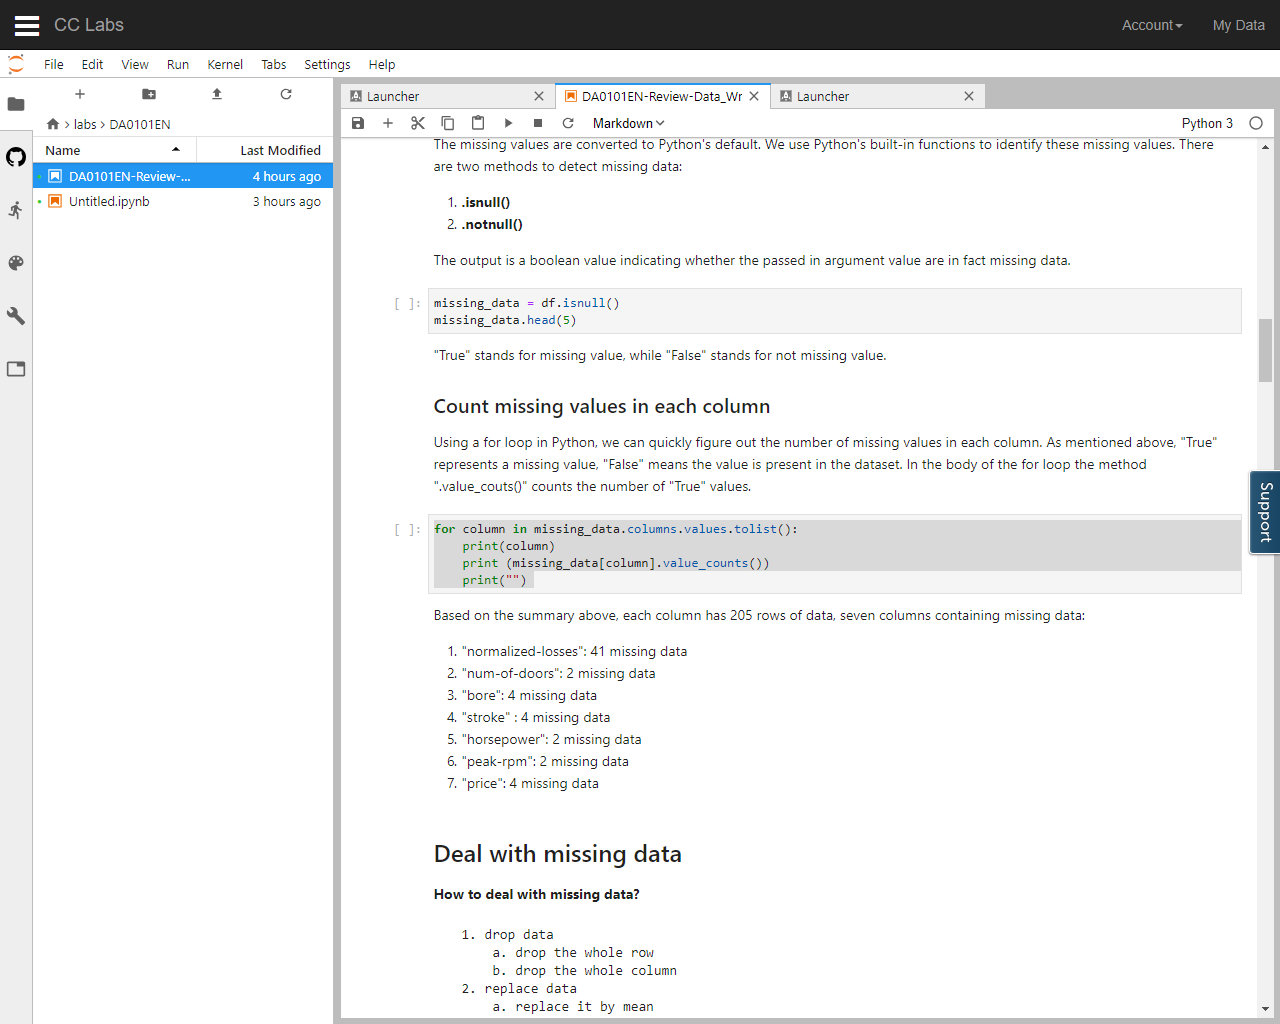 CC Labs
Account
My Data
File Edit View Run Kernel Tabs Settings Help
Launcher
DA0101EN-Review-Data_Wr
Launcher
labs > DA0101EN
Markdown
Python 3
Name Last Modified
DA0101EN-Review-... 4 hours ago
Untitled.ipynb 3 hours ago
The missing values are converted to Python's default. We use Python's built-in functions to identify these missing values. There
are two methods to detect missing data:
1. .isnull()
2. .notnull()
The output is a boolean value indicating whether the passed in argument value are in fact missing data.
[ ]: missing_data = df.isnull()
missing_data.head(5)
"True" stands for missing value, while "False" stands for not missing value.
Count missing values in each column
Using a for loop in Python, we can quickly figure out the number of missing values in each column. As mentioned above, "True"
represents a missing value, "False" means the value is present in the dataset. In the body of the for loop the method
".value_couts()" counts the number of "True" values.
[ ]: for column in missing_data.columns.values.tolist():
    print(column)
    print (missing_data[column].value_counts())
    print("")
Support
Based on the summary above, each column has 205 rows of data, seven columns containing missing data:
1. "normalized-losses": 41 missing data
2. "num-of-doors": 2 missing data
3. "bore": 4 missing data
4. "stroke" : 4 missing data
5. "horsepower": 2 missing data
6. "peak-rpm": 2 missing data
7. "price": 4 missing data
Deal with missing data
How to deal with missing data?
1. drop data
    a. drop the whole row
    b. drop the whole column
2. replace data
    a. replace it by mean